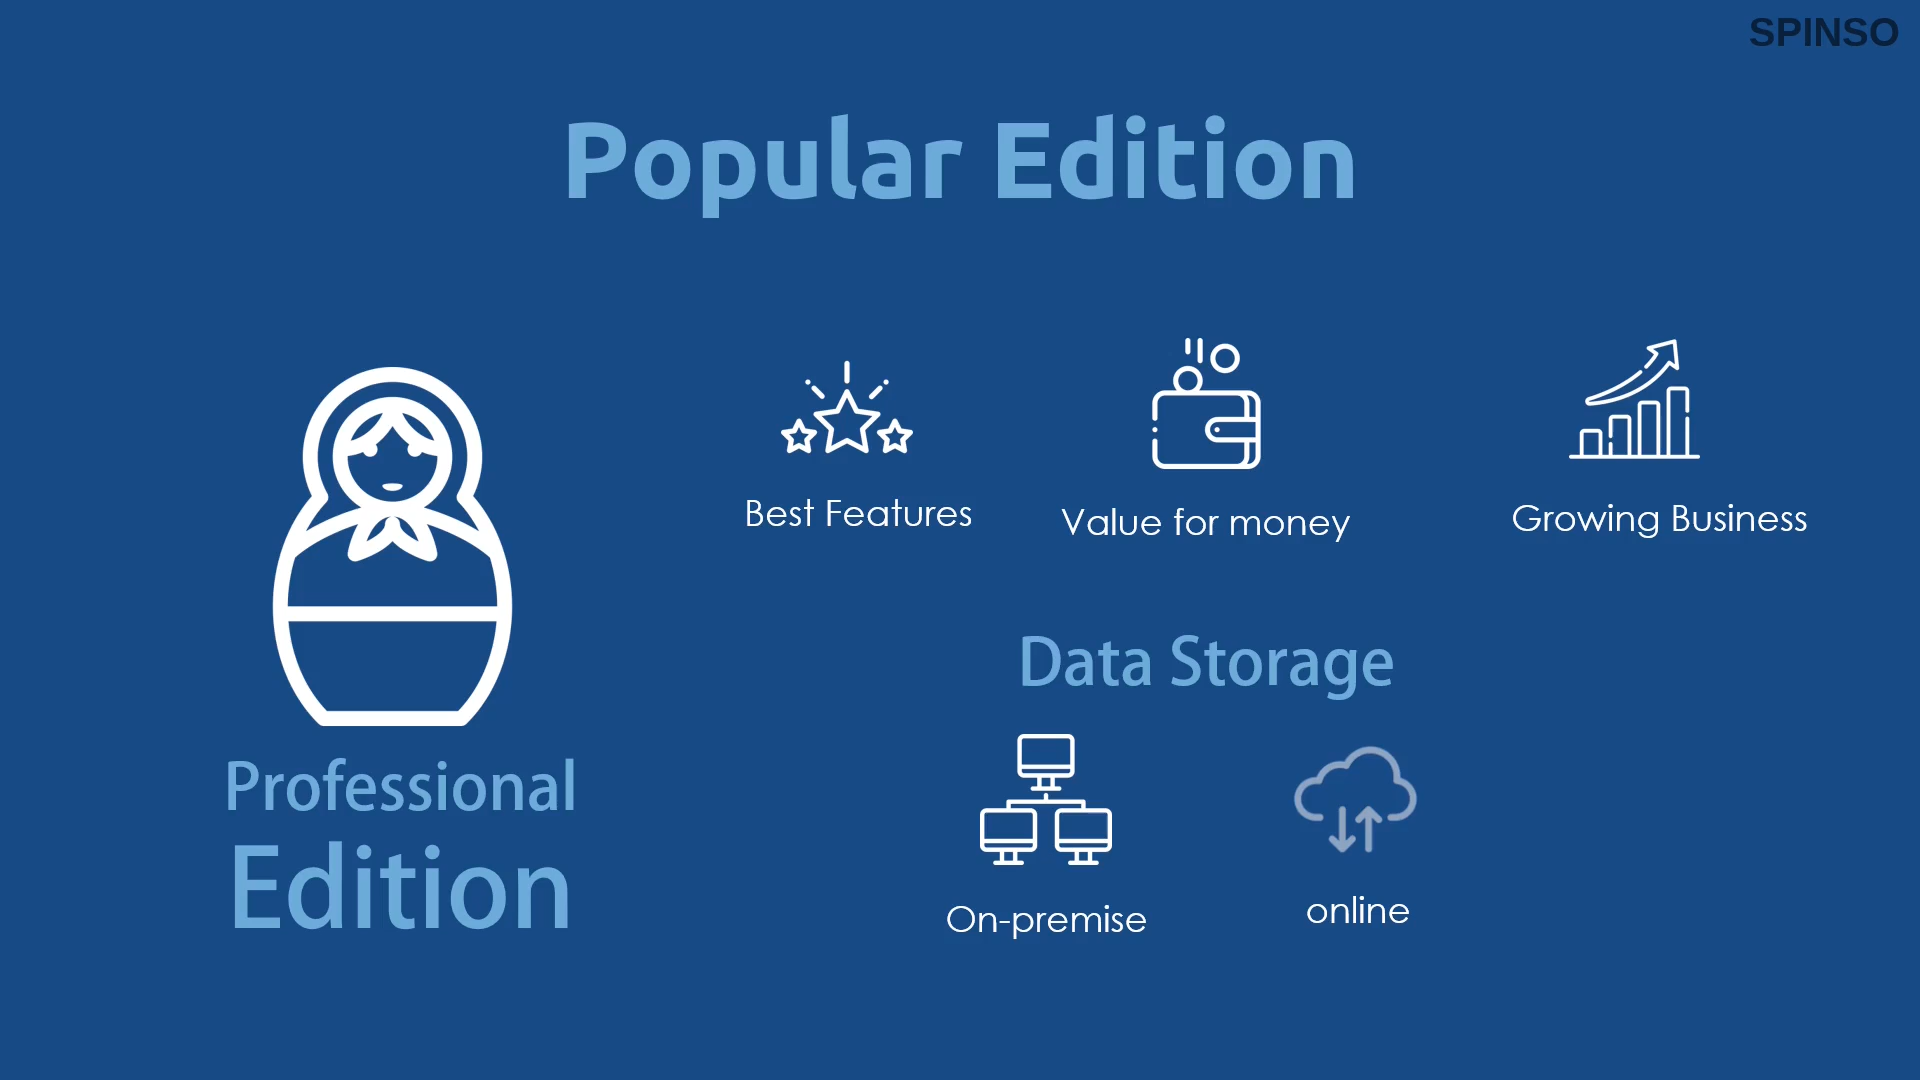 SPINSO
Popular Edition
Best Features
Value for money
Growing Business
Data Storage
On-premise
online
Professional
Edition